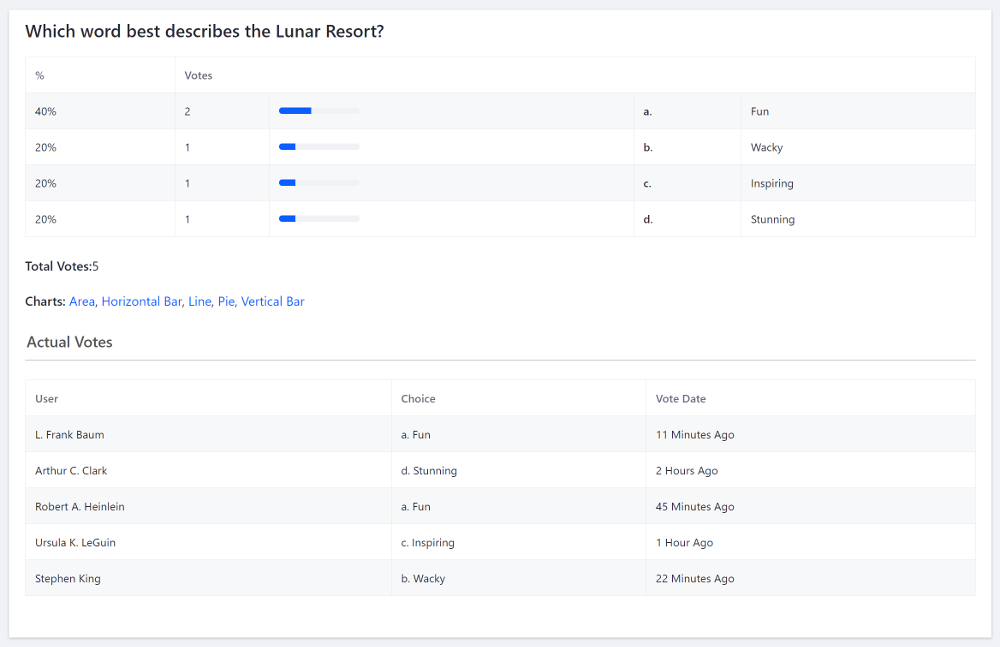 Which word best describes the Lunar Resort?
% Votes
40% 2 a. Fun
20% 1 b. Wacky
20% 1 c. Inspiring
20% 1 d. Stunning
Total Votes:5
Charts: Area, Horizontal Bar, Line, Pie, Vertical Bar
Actual Votes
User Choice Vote Date
L. Frank Baum a. Fun 11 Minutes Ago
Arthur C. Clark d. Stunning 2 Hours Ago
Robert A. Heinlein a. Fun 45 Minutes Ago
Ursula K. LeGuin c. Inspiring 1 Hour Ago
Stephen King b. Wacky 22 Minutes Ago